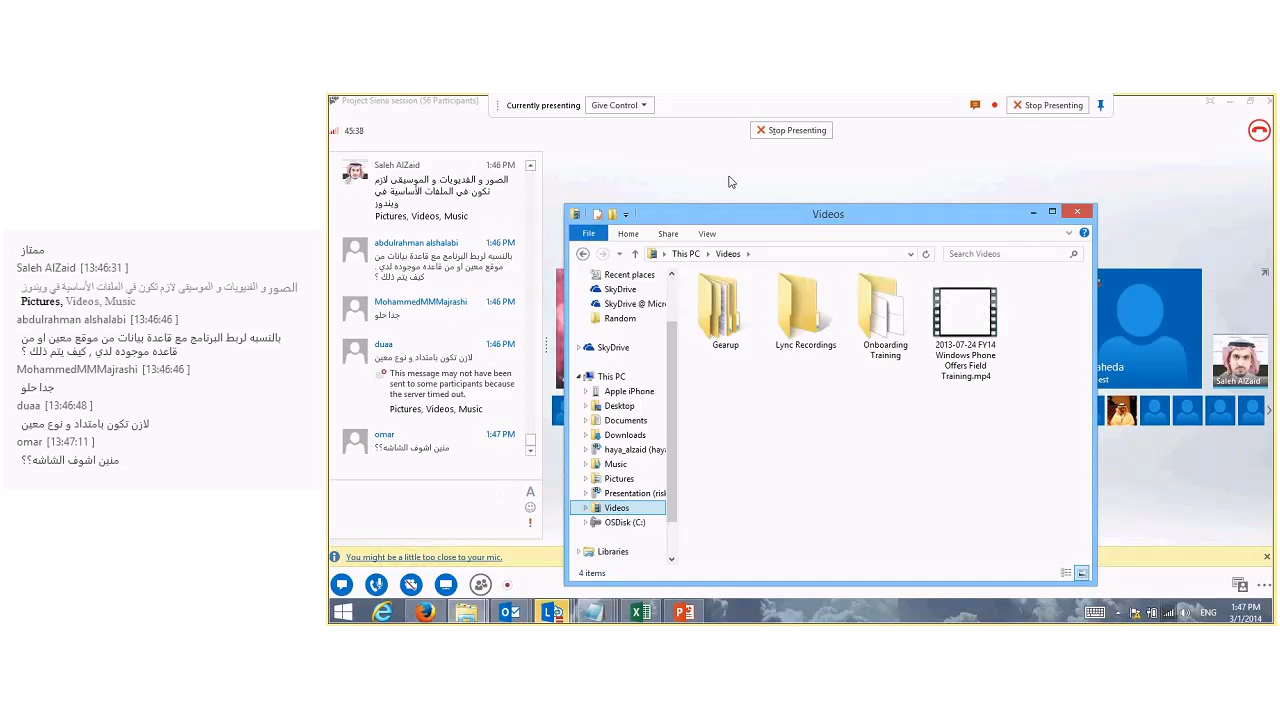 ممتاز
Saleh AlZaid [13:46:31 ]
الصور و الفديويات و الموسيقى لازم تكون في الملفات الأساسية في ويندوز
Pictures, Videos, Music
abdulrahman alshalabi [13:46:46 ]
بالنسبه لربط البرنامج مع قاعدة بيانات من موقع معين او من
قاعده موجوده لدي , كيف يتم ذلك ؟
MohammedMMMajrashi [13:46:46 ]
جدا حلو
duaa [13:46:48 ]
لازن تكون بامتداد و نوع معين
omar [13:47:11 ]
منين اشوف الشاشه؟؟
Project Siena session (56 Participants)
Currently presenting
Give Control
Stop Presenting
45:38
Stop Presenting
Saleh AlZaid 1:46 PM
الصور و الفديويات و الموسيقى لازم
تكون في الملفات الأساسية في
ويندوز
Pictures, Videos, Music
abdulrahman alshalabi 1:46 PM
بالنسبه لربط البرنامج مع قاعدة بيانات من
موقع معين او من قاعده موجوده لدي ,
كيف يتم ذلك ؟
MohammedMMMajrashi 1:46 PM
جدا حلو
duaa 1:46 PM
لازن تكون بامتداد و نوع معين
This message may not have been
sent to some participants because
the server timed out.
Pictures, Videos, Music
omar 1:47 PM
منين اشوف الشاشه؟؟
A
You might be a little too close to your mic.
Videos
File Home Share View
This PC Videos
Search Videos
Recent places
SkyDrive
SkyDrive @ Micr
Random
SkyDrive
This PC
Apple iPhone
Desktop
Documents
Downloads
haya_alzaid (hay
Music
Pictures
Presentation (risk
Videos
OSDisk (C:)
Libraries
Gearup
Lync Recordings
Onboarding
Training
2013-07-24 FY14
Windows Phone
Offers Field
Training.mp4
4 items
aheda
est
Saleh AlZaid
ENG
1:47 PM
3/1/2014